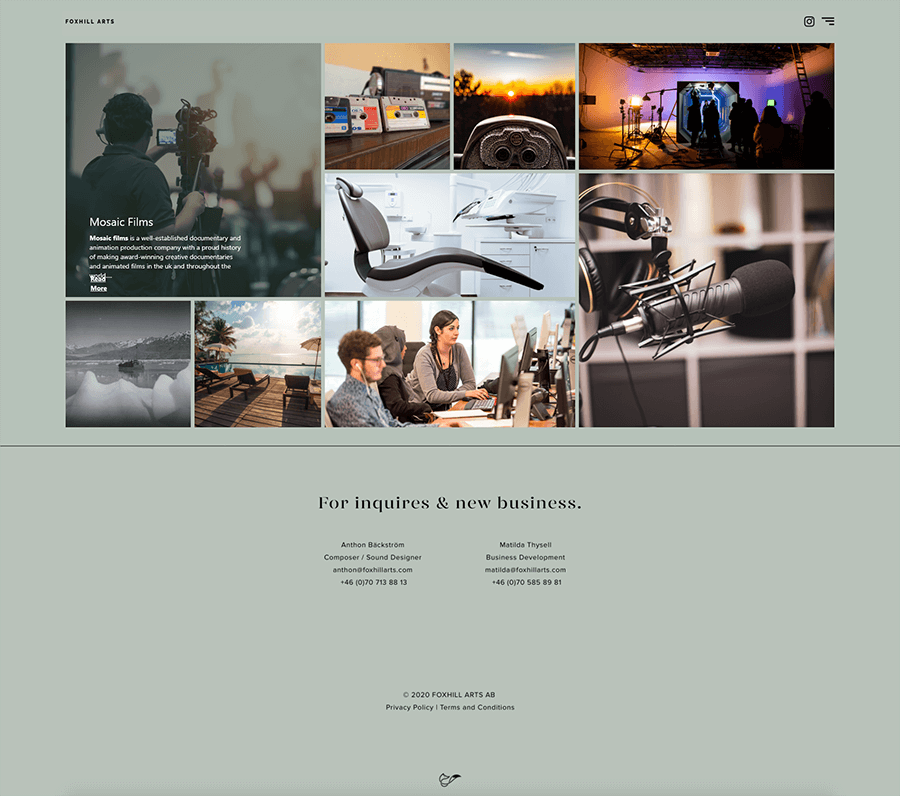 FOXHILL ARTS
Mosaic Films
Mosaic films is a well-established documentary and
animation production company with a proud history
of making award-winning creative documentaries
and animated films in the uk and throughout the
Read
More
For inquires & new business.
Anthon Bäckström
Composer / Sound Designer
anthon@foxhillarts.com
+46 (0)70 713 88 13
Matilda Thysell
Business Development
matilda@foxhillarts.com
+46 (0)70 585 89 81
© 2020 FOXHILL ARTS AB
Privacy Policy | Terms and Conditions